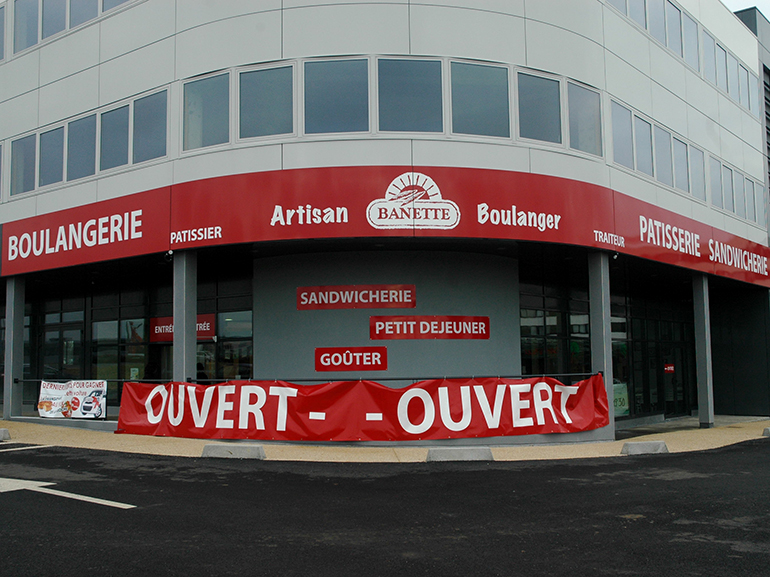 BOULANGERIE
PATISSIER
Artisan
BANETTE
Boulanger
TRAITEUR
PATISSERIE SANDWICHERIE
SANDWICHERIE
PETIT DEJEUNER
GOÛTER
ENTRÉE
OUVERT - - OUVERT